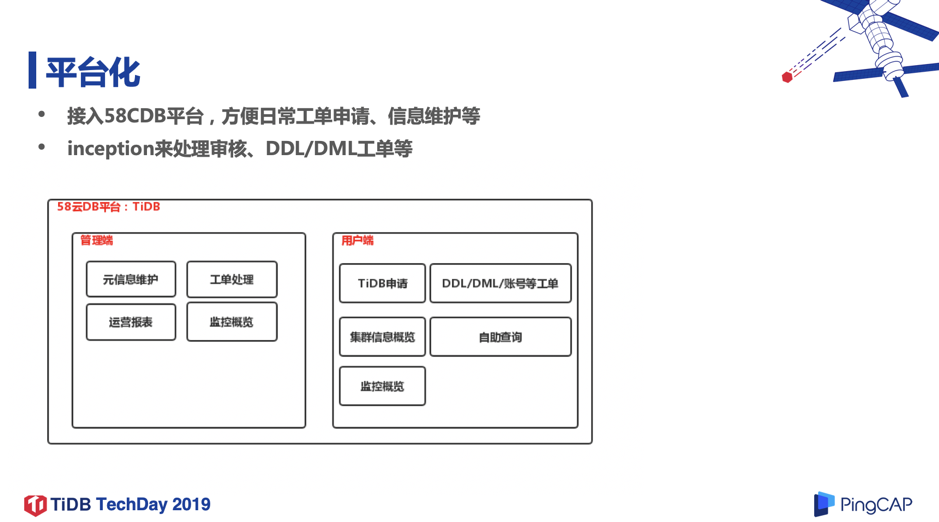 平台化
• 接入58CDB平台，方便日常工单申请、信息维护等
• inception来处理审核、DDL/DML工单等
58云DB平台：TiDB
管理端
元信息维护
工单处理
运营报表
监控概览
用户端
TiDB申请
DDL/DML/账号等工单
集群信息概览
自助查询
监控概览
TiDB TechDay 2019
PingCAP